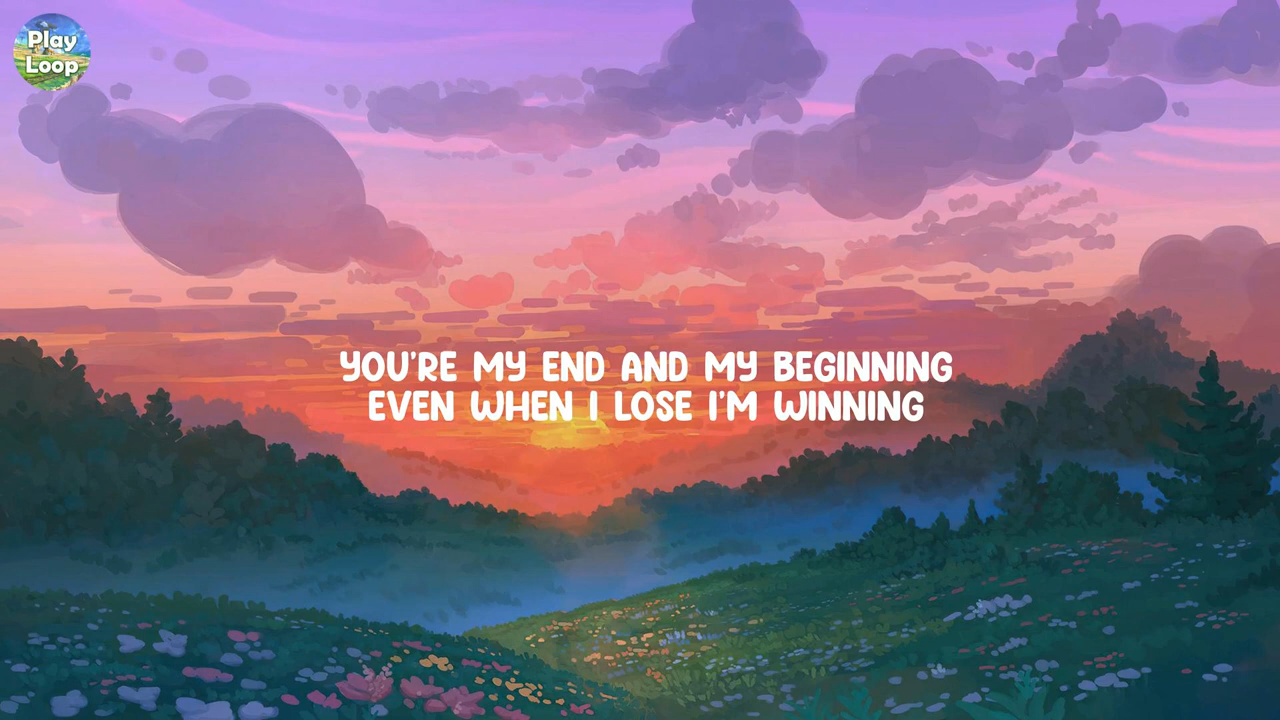 Play
Loop
YOU'RE MY END AND MY BEGINNING
EVEN WHEN I LOSE I'M WINNING